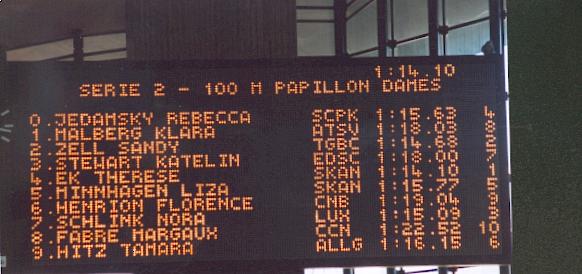 1:14.10
SERIE 2 - 100 M PAPILLON DAMES
0.JEDAMSKY REBECCA SCPK 1:15.63 4
1.MALBERG KLARA ATSV 1:18.03 8
2.ZELL SANDY TGBC 1:14.68 2
3.STEWART KATELIN EDSC 1:18.00 7
4.EK THERESE SKAN 1:14.10 1
5.MINNHAGEN LIZA SKAN 1:15.77 5
6.HENRION FLORENCE CNB 1:19.04 9
7.SCHLINK NORA LUX 1:15.09 3
8.FABRE MARGAUX CCN 1:22.52 10
9.HITZ TAMARA ALLG 1:16.15 6